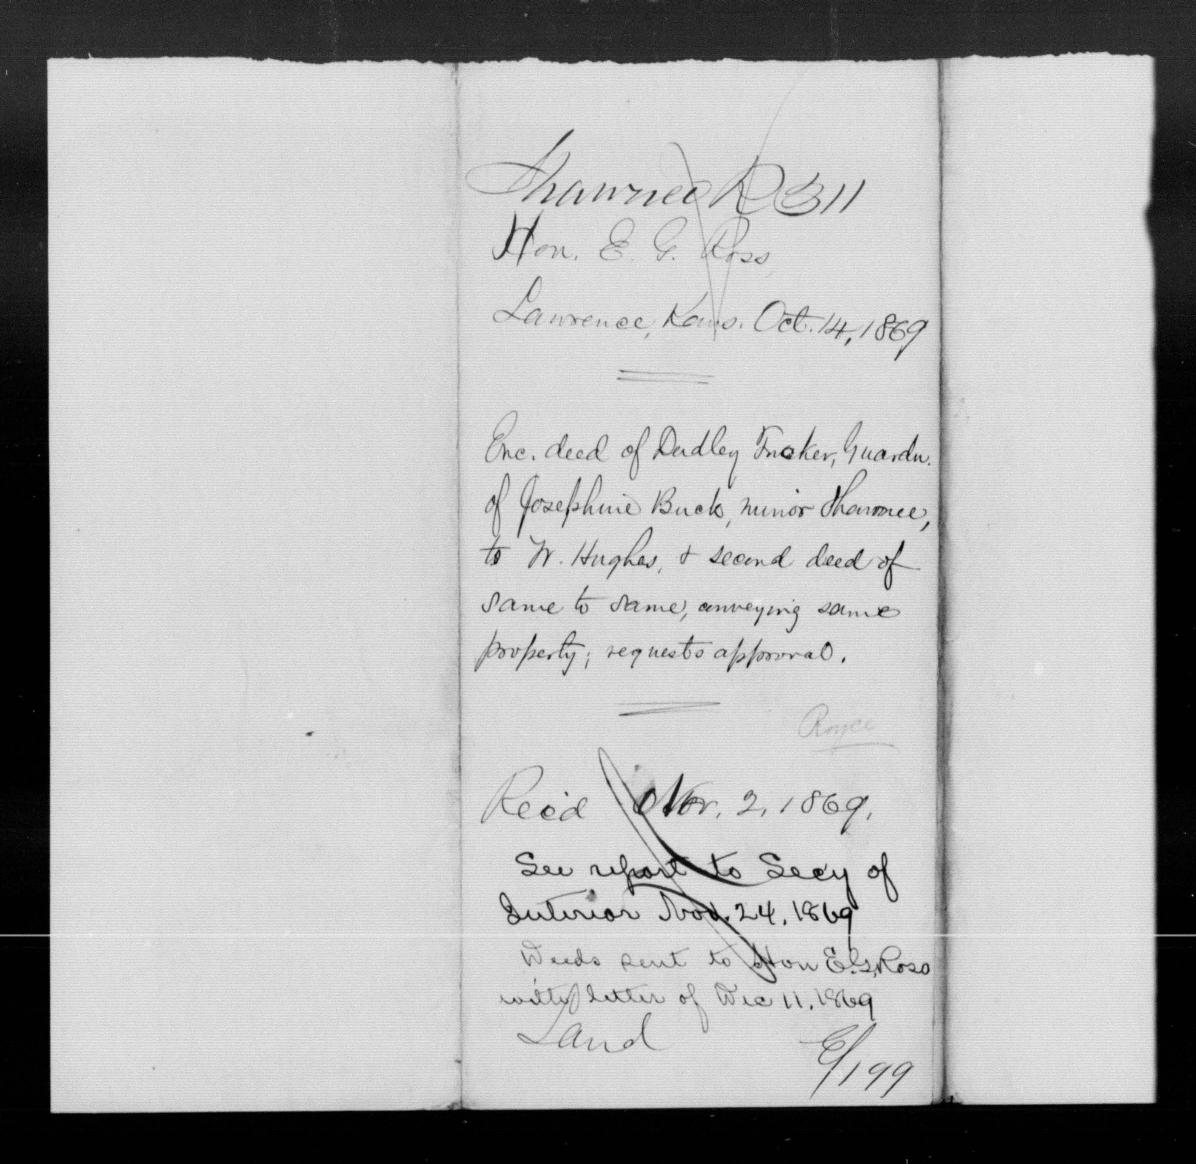 Shawnee R 311
Hon. E. G. Ross
Lawrence, Kans. Oct. 14, 1869
Enc. deed of Dudley Tucker, Guardn.
of Josephine Buck, minor Shawnee,
to W. Hughes, & second deed of
same to same, conveying same
property; requests approval.
Royce
Rec'd Nov. 2, 1869.
See report to Secy of
Interior Nov. 24, 1869
Deeds sent to Hon E. G. Ross
with letter of Dec 11, 1869
Land
E/199